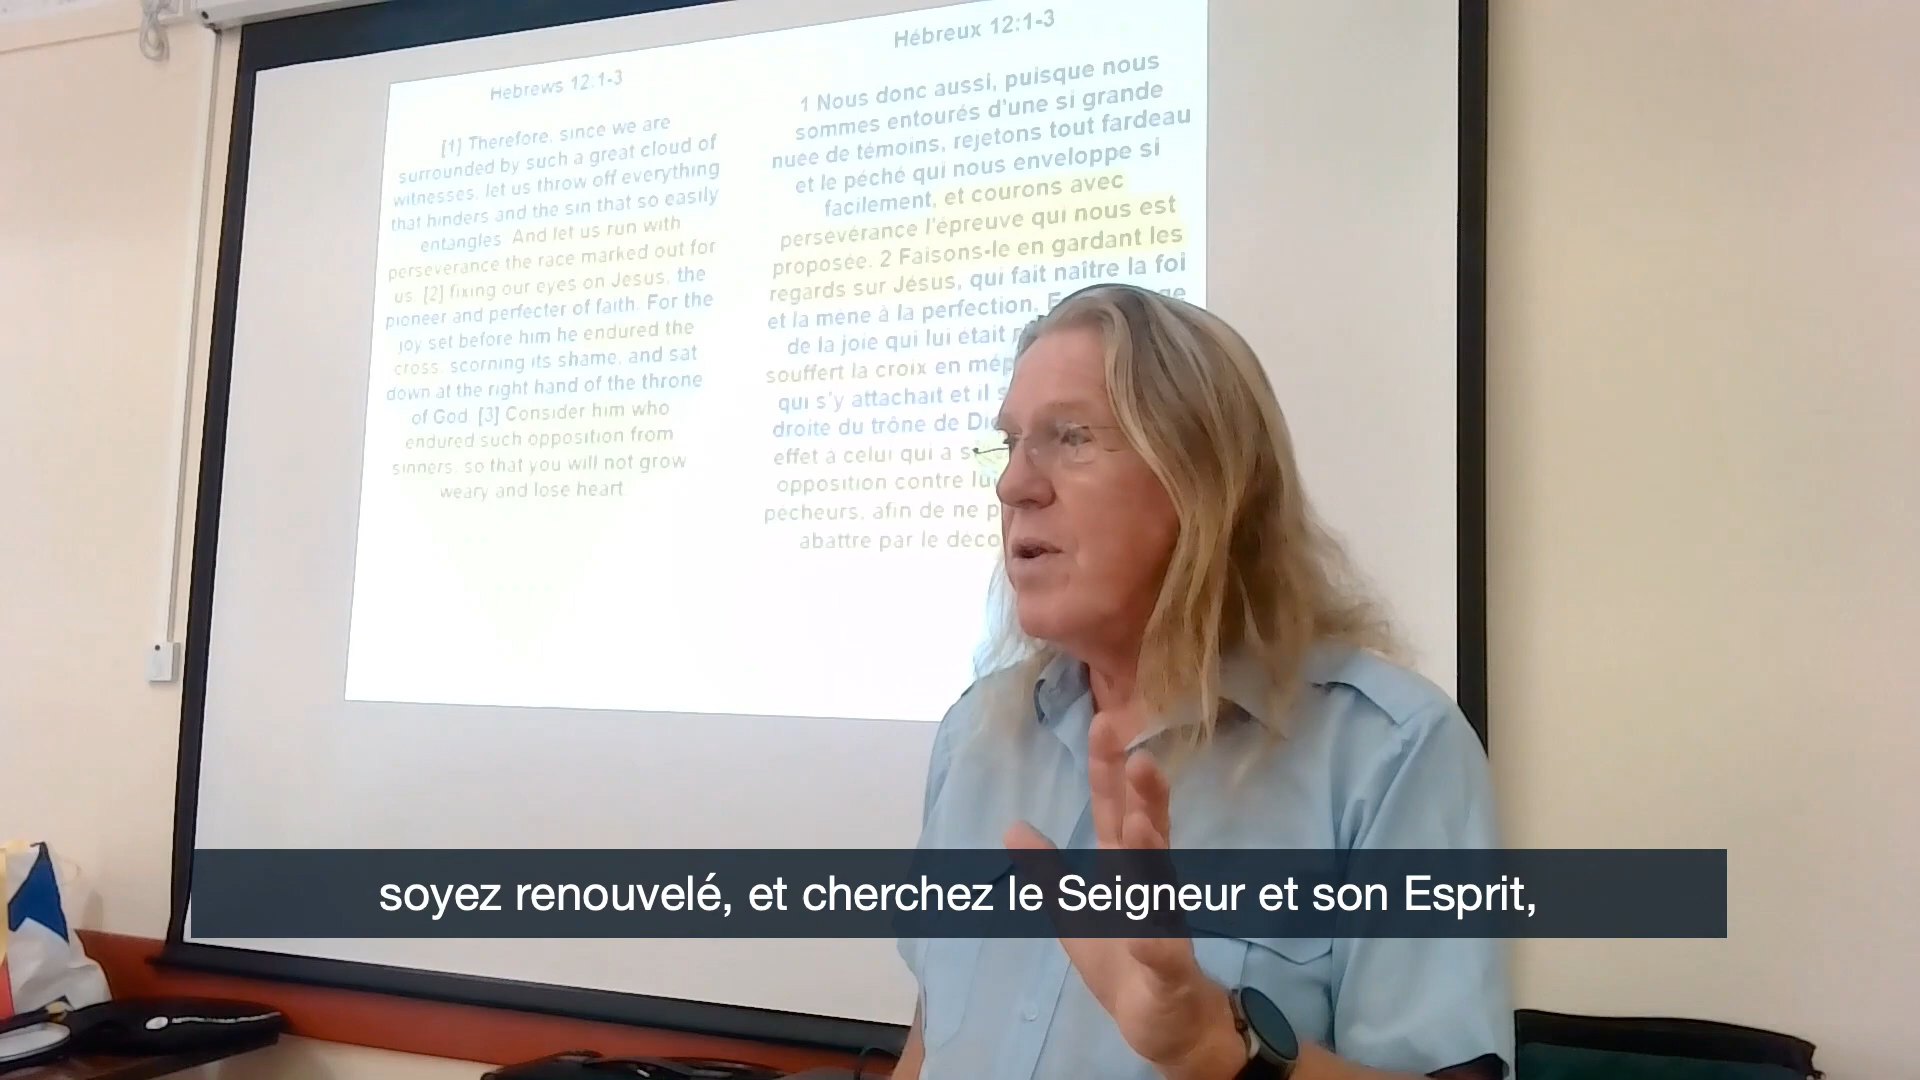 Hebrews 12:1-3
[1] Therefore, since we are
surrounded by such a great cloud of
witnesses, let us throw off everything
that hinders and the sin that so easily
entangles. And let us run with
perseverance the race marked out for
us, [2] fixing our eyes on Jesus, the
pioneer and perfecter of faith. For the
joy set before him he endured the
cross, scorning its shame, and sat
down at the right hand of the throne
of God. [3] Consider him who
endured such opposition from
sinners, so that you will not grow
weary and lose heart.
Hébreux 12:1-3
1 Nous donc aussi, puisque nous
sommes entourés d'une si grande
nuée de témoins, rejetons tout fardeau
et le péché qui nous enveloppe si
facilement, et courons avec
persévérance l'épreuve qui nous est
proposée. 2 Faisons-le en gardant les
regards sur Jésus, qui fait naître la foi
et la mène à la perfection.
de la joie qui lui était
souffert la croix en
qui s'y attachait et il
droite du trône de
effet à celui qui a
opposition contre
pécheurs, afin de ne
abattre par le
soyez renouvelé, et cherchez le Seigneur et son Esprit,